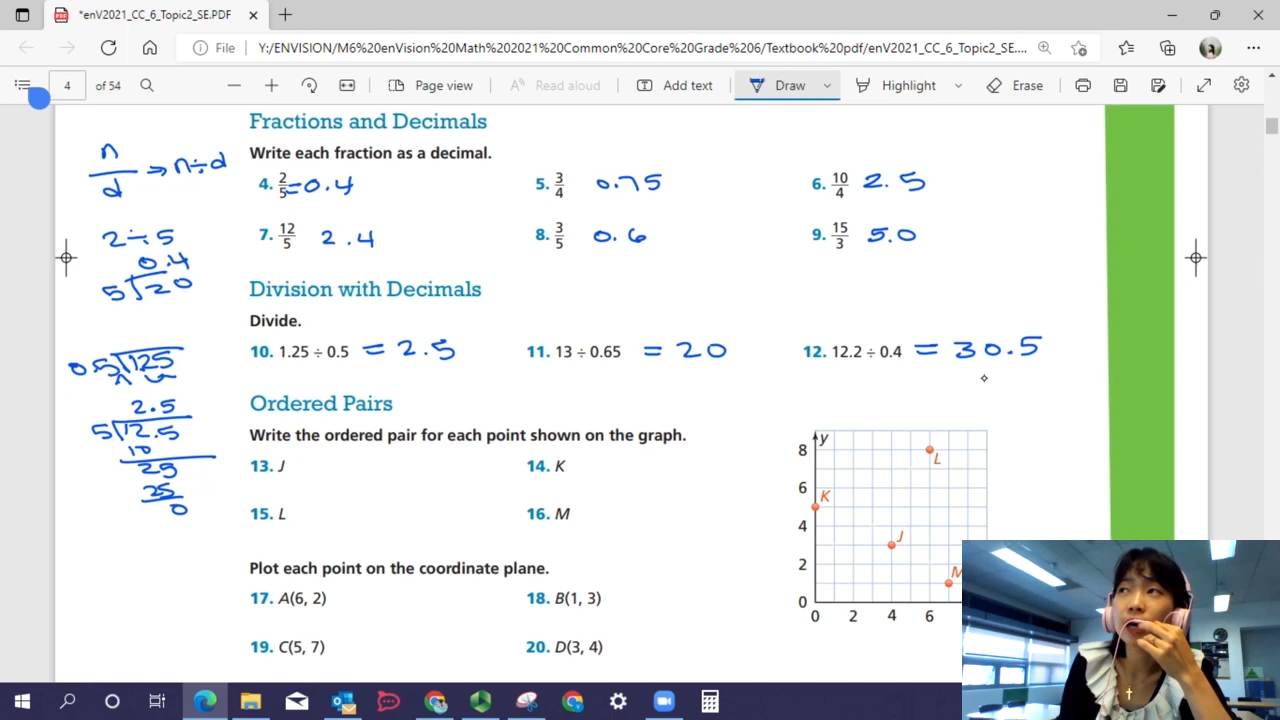 *enV2021_CC_6_Topic2_SE.PDF
File Y:/ENVISION/M6%20enVision%20Math%202021%20Common%20Core%20Grade%206/Textbook%20pdf/enV2021_CC_6_Topic2_SE....
4 of 54 Page view Read aloud Add text Draw Highlight Erase
Fractions and Decimals
Write each fraction as a decimal.
n/d → n÷d
4. 2/5 = 0.4 5. 3/4 0.75 6. 10/4 2.5
7. 12/5 2.4 8. 3/5 0.6 9. 15/3 5.0
2÷5
0.4
5 20
Division with Decimals
Divide.
10. 1.25 ÷ 0.5 = 2.5 11. 13 ÷ 0.65 = 20 12. 12.2 ÷ 0.4 = 30.5
0.5 125
2.5
5 12.5
10
25
25
0
Ordered Pairs
Write the ordered pair for each point shown on the graph.
13. J 14. K
15. L 16. M
Plot each point on the coordinate plane.
17. A(6, 2) 18. B(1, 3)
19. C(5, 7) 20. D(3, 4)
y
8
L
6
K
4
J
2
M
0
0 2 4 6